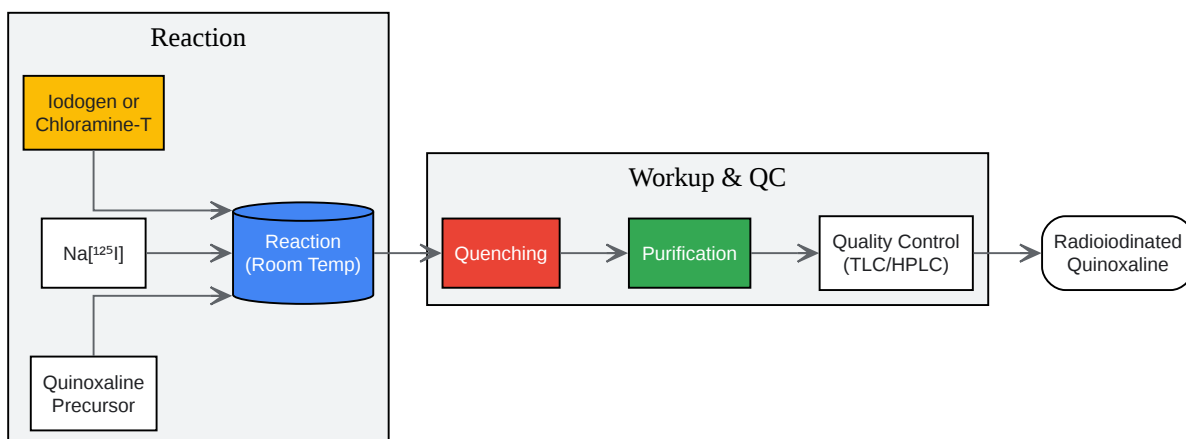 Reaction
Iodogen or
Chloramine-T
Na[¹²⁵I]
Quinoxaline
Precursor
Reaction
(Room Temp)
Workup & QC
Quenching
Purification
Quality Control
(TLC/HPLC)
Radioiodinated
Quinoxaline